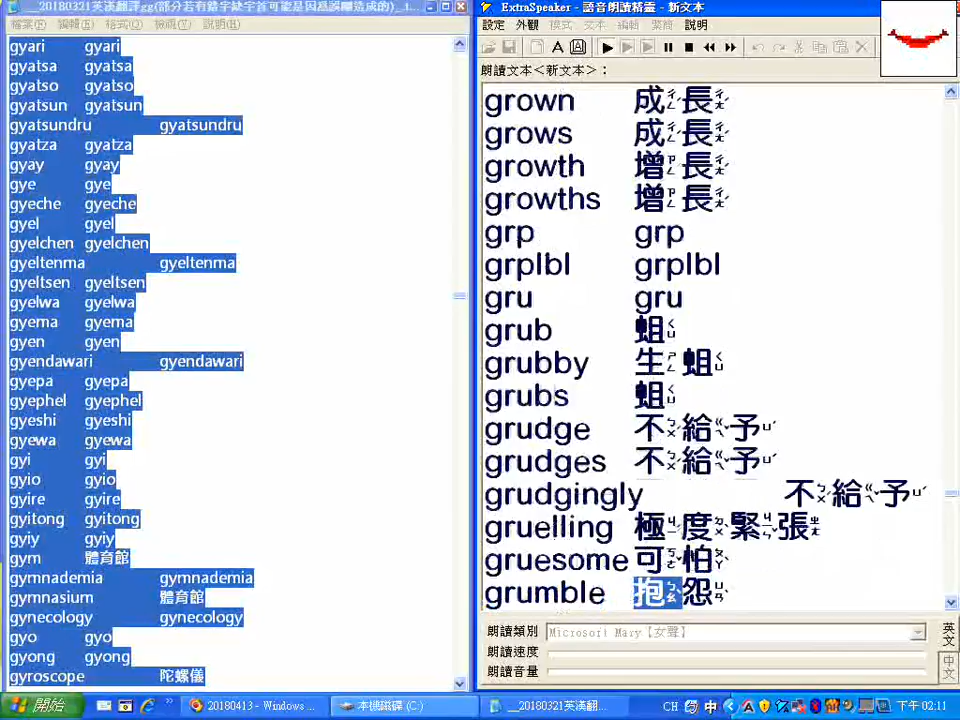 __20180321英漢翻譯gg(部分若有錯字缺字首可能是因為誤刪造成的)_
檔案(F) 編輯(E) 格式(O) 檢視(V) 說明(H)
gyari gyari
gyatsa gyatsa
gyatso gyatso
gyatsun gyatsun
gyatsundru gyatsundru
gyatza gyatza
gyay gyay
gye gye
gyeche gyeche
gyel gyel
gyelchen gyelchen
gyeltenma gyeltenma
gyeltsen gyeltsen
gyelwa gyelwa
gyema gyema
gyen gyen
gyendawari gyendawari
gyepa gyepa
gyephel gyephel
gyeshi gyeshi
gyewa gyewa
gyi gyi
gyio gyio
gyire gyire
gyitong gyitong
gyiy gyiy
gym 體育館
gymnademia gymnademia
gymnasium 體育館
gynecology gynecology
gyo gyo
gyong gyong
gyroscope 陀螺儀
ExtraSpeaker - 語音朗讀精靈 - 新文本
設定 外觀 模式 文本 編輯 簽商 說明
朗讀文本<新文本>：
grown 成長
grows 成長
growth 增長
growths 增長
grp grp
grplbl grplbl
gru gru
grub 蛆
grubby 生蛆
grubs 蛆
grudge 不給予
grudges 不給予
grudgingly 不給予
gruelling 極度緊張
gruesome 可怕
grumble 抱怨
朗讀類別 Microsoft Mary【女聲】
朗讀速度
朗讀音量
英文
中文
開始
20180413 - Windows ...
本機磁碟 (C:)
__20180321英漢翻...
CH 中
下午 02:11